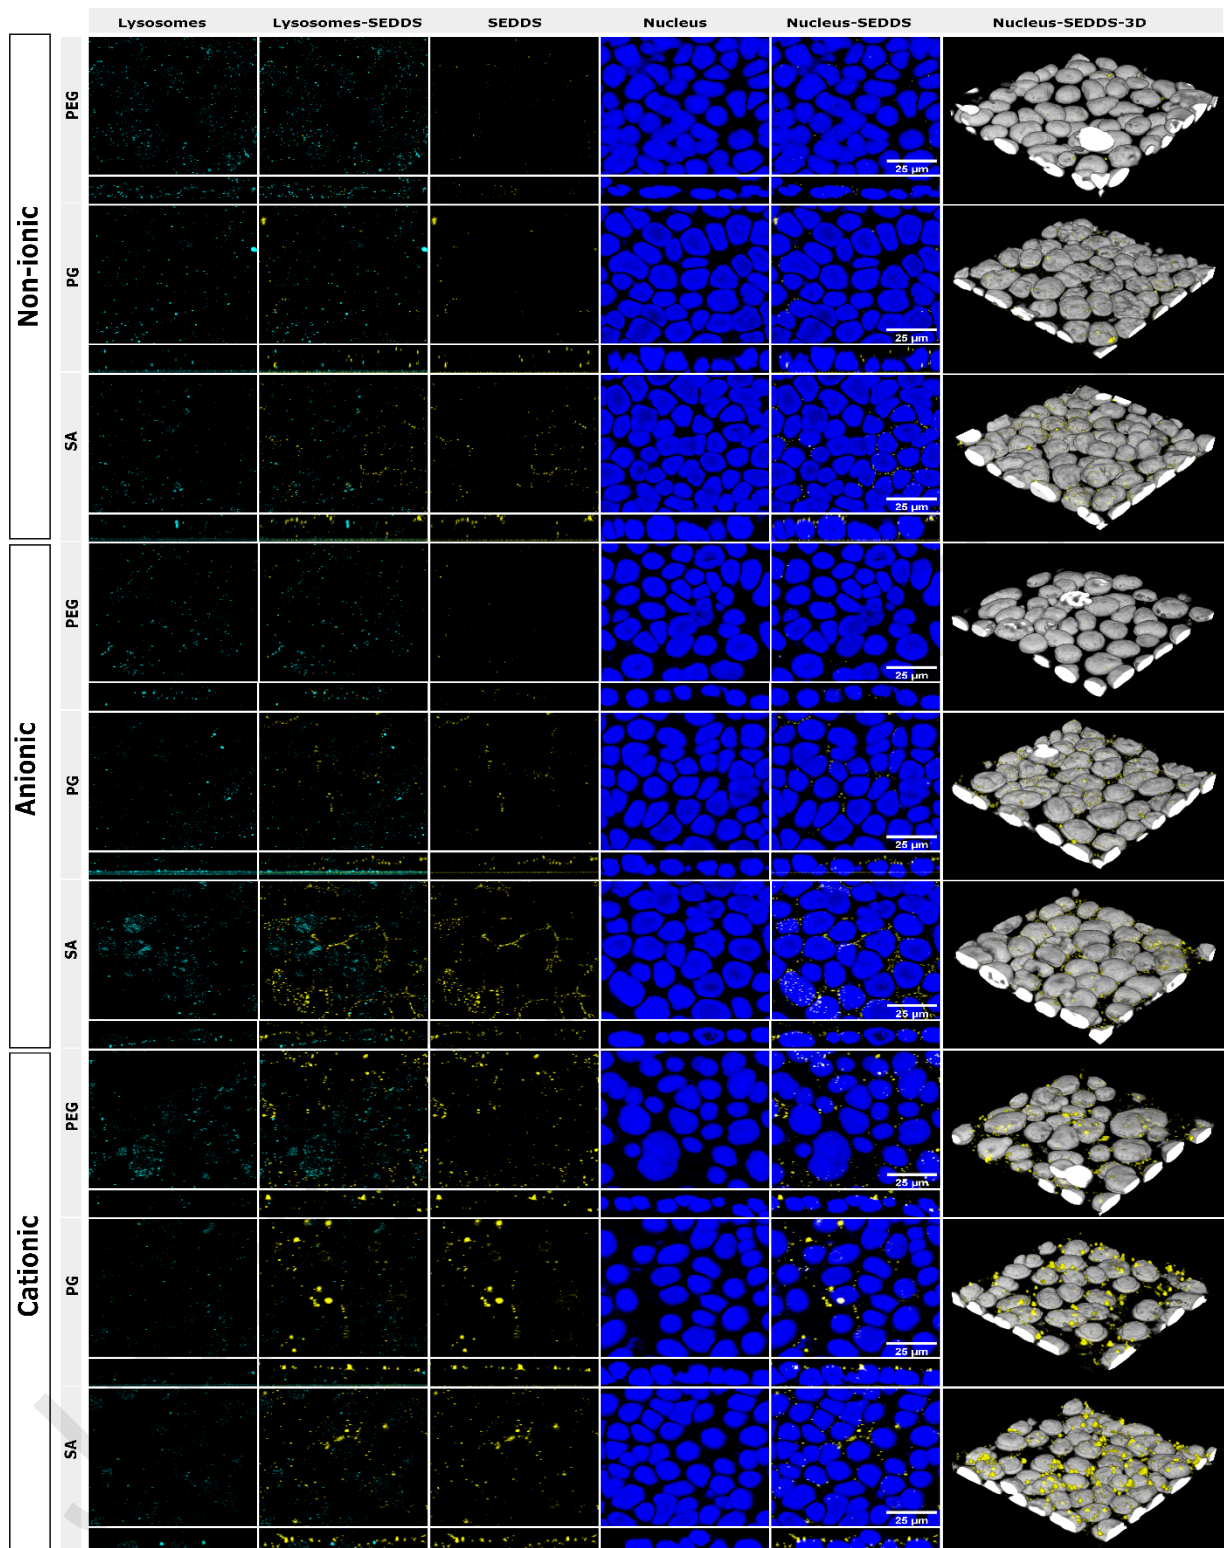 Lysosomes Lysosomes-SEDDS SEDDS Nucleus Nucleus-SEDDS Nucleus-SEDDS-3D
Non-ionic
PEG
25 µm
PG
25 µm
SA
25 µm
Anionic
PEG
25 µm
PG
25 µm
SA
25 µm
Cationic
PEG
25 µm
PG
25 µm
SA
25 µm